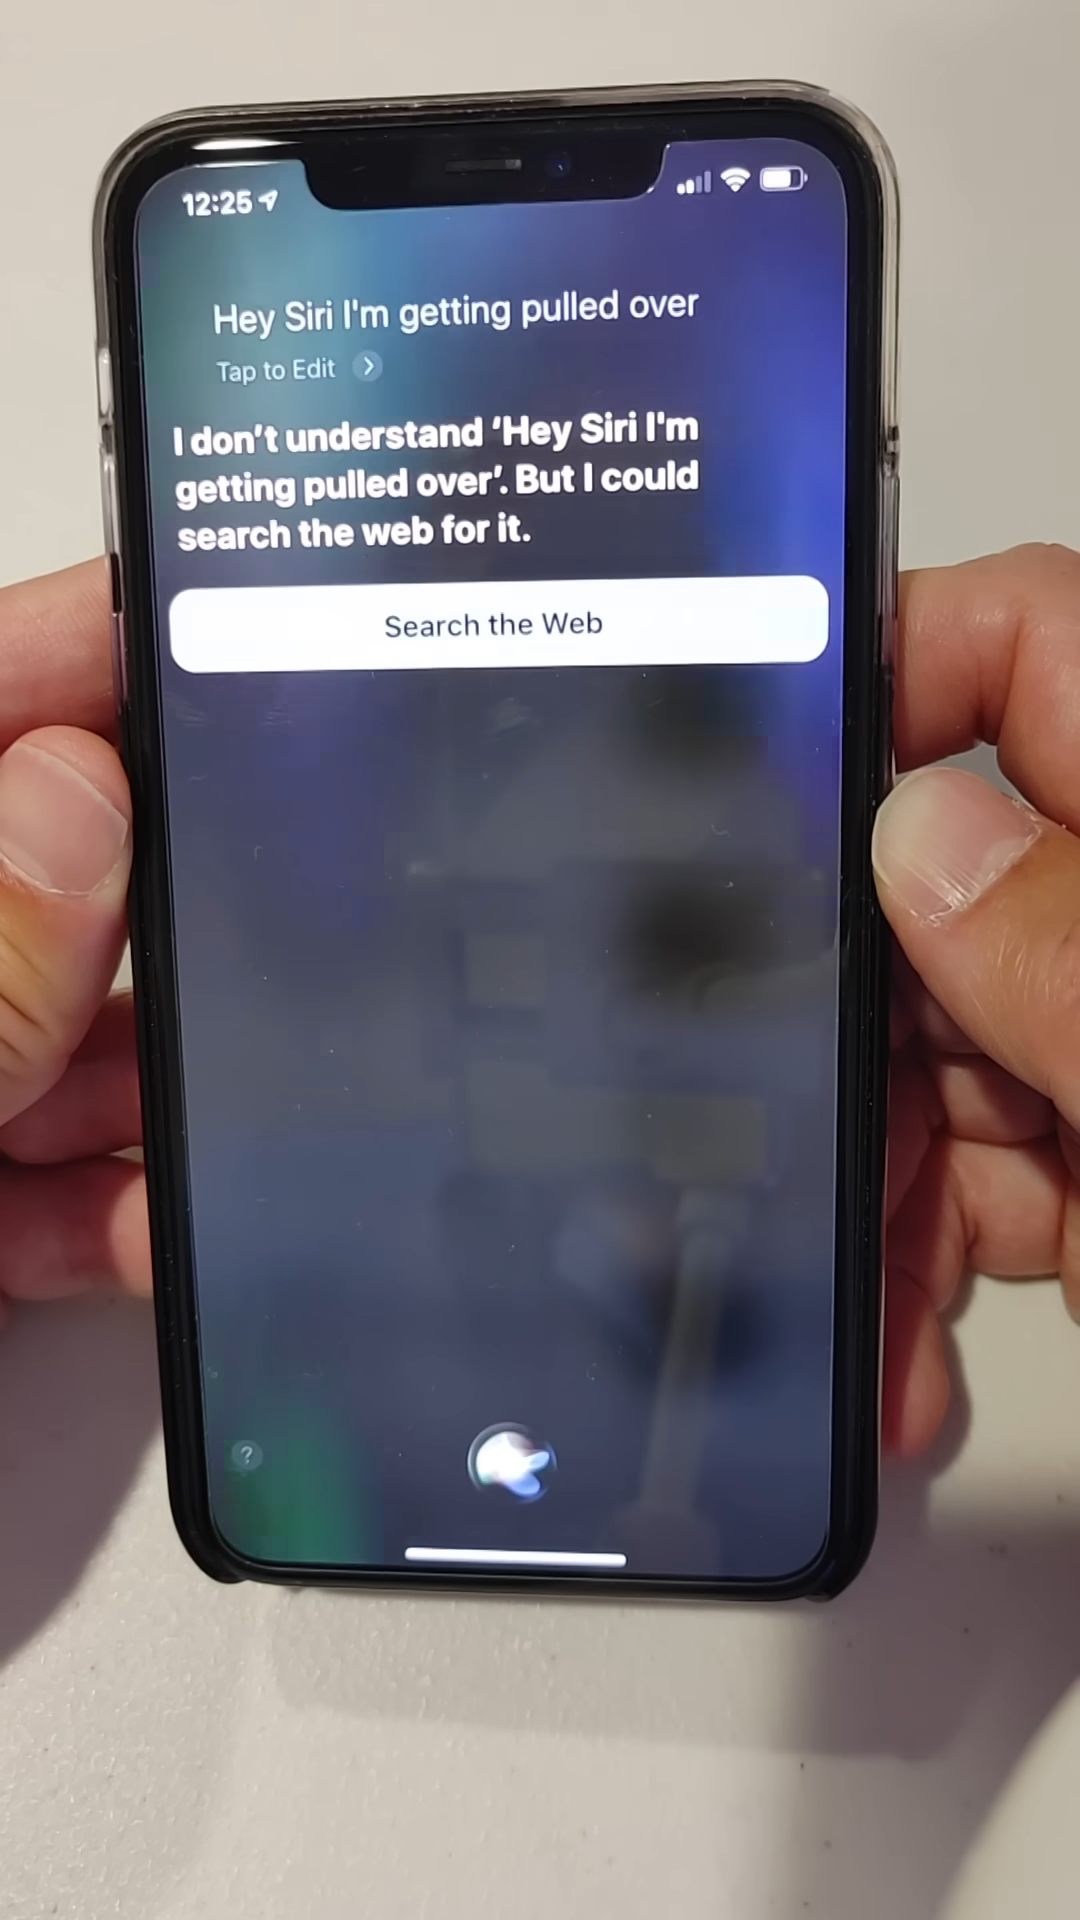 12:25
Hey Siri I'm getting pulled over
Tap to Edit
I don't understand ‘Hey Siri I'm
getting pulled over’. But I could
search the web for it.
Search the Web
?